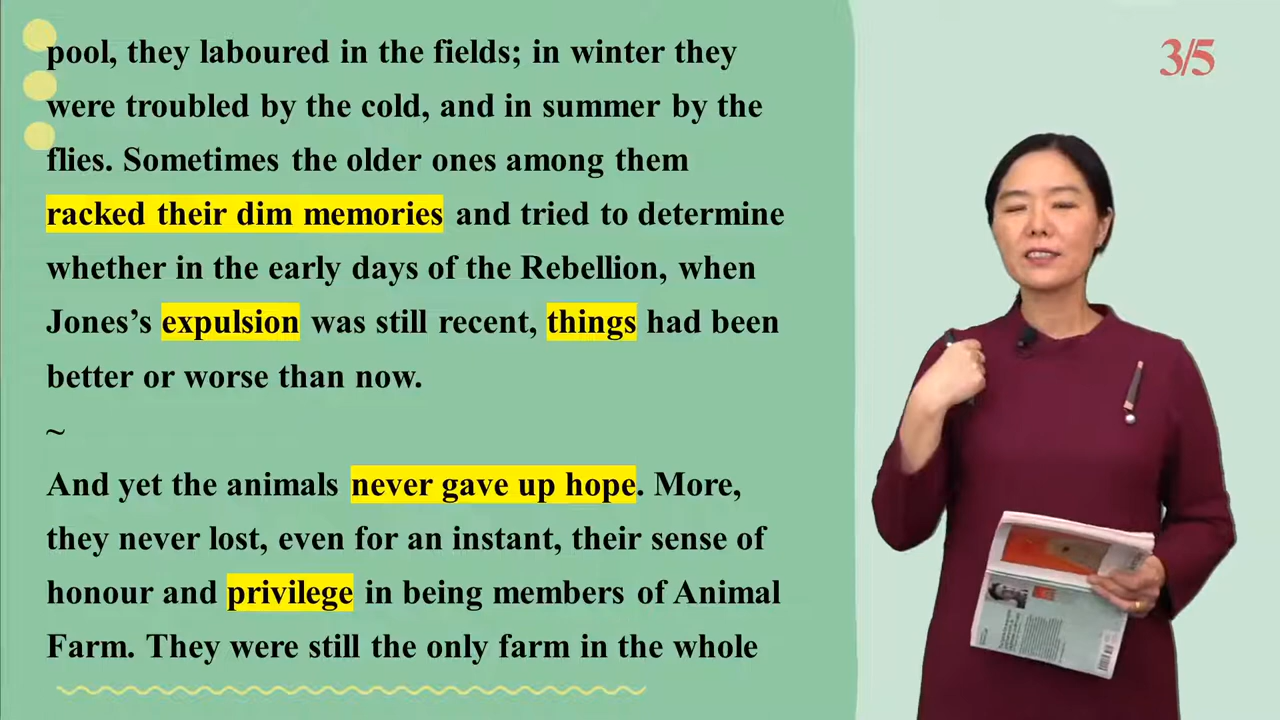 pool, they laboured in the fields; in winter they
were troubled by the cold, and in summer by the
flies. Sometimes the older ones among them
racked their dim memories and tried to determine
whether in the early days of the Rebellion, when
Jones’s expulsion was still recent, things had been
better or worse than now.
~
And yet the animals never gave up hope. More,
they never lost, even for an instant, their sense of
honour and privilege in being members of Animal
Farm. They were still the only farm in the whole
3/5